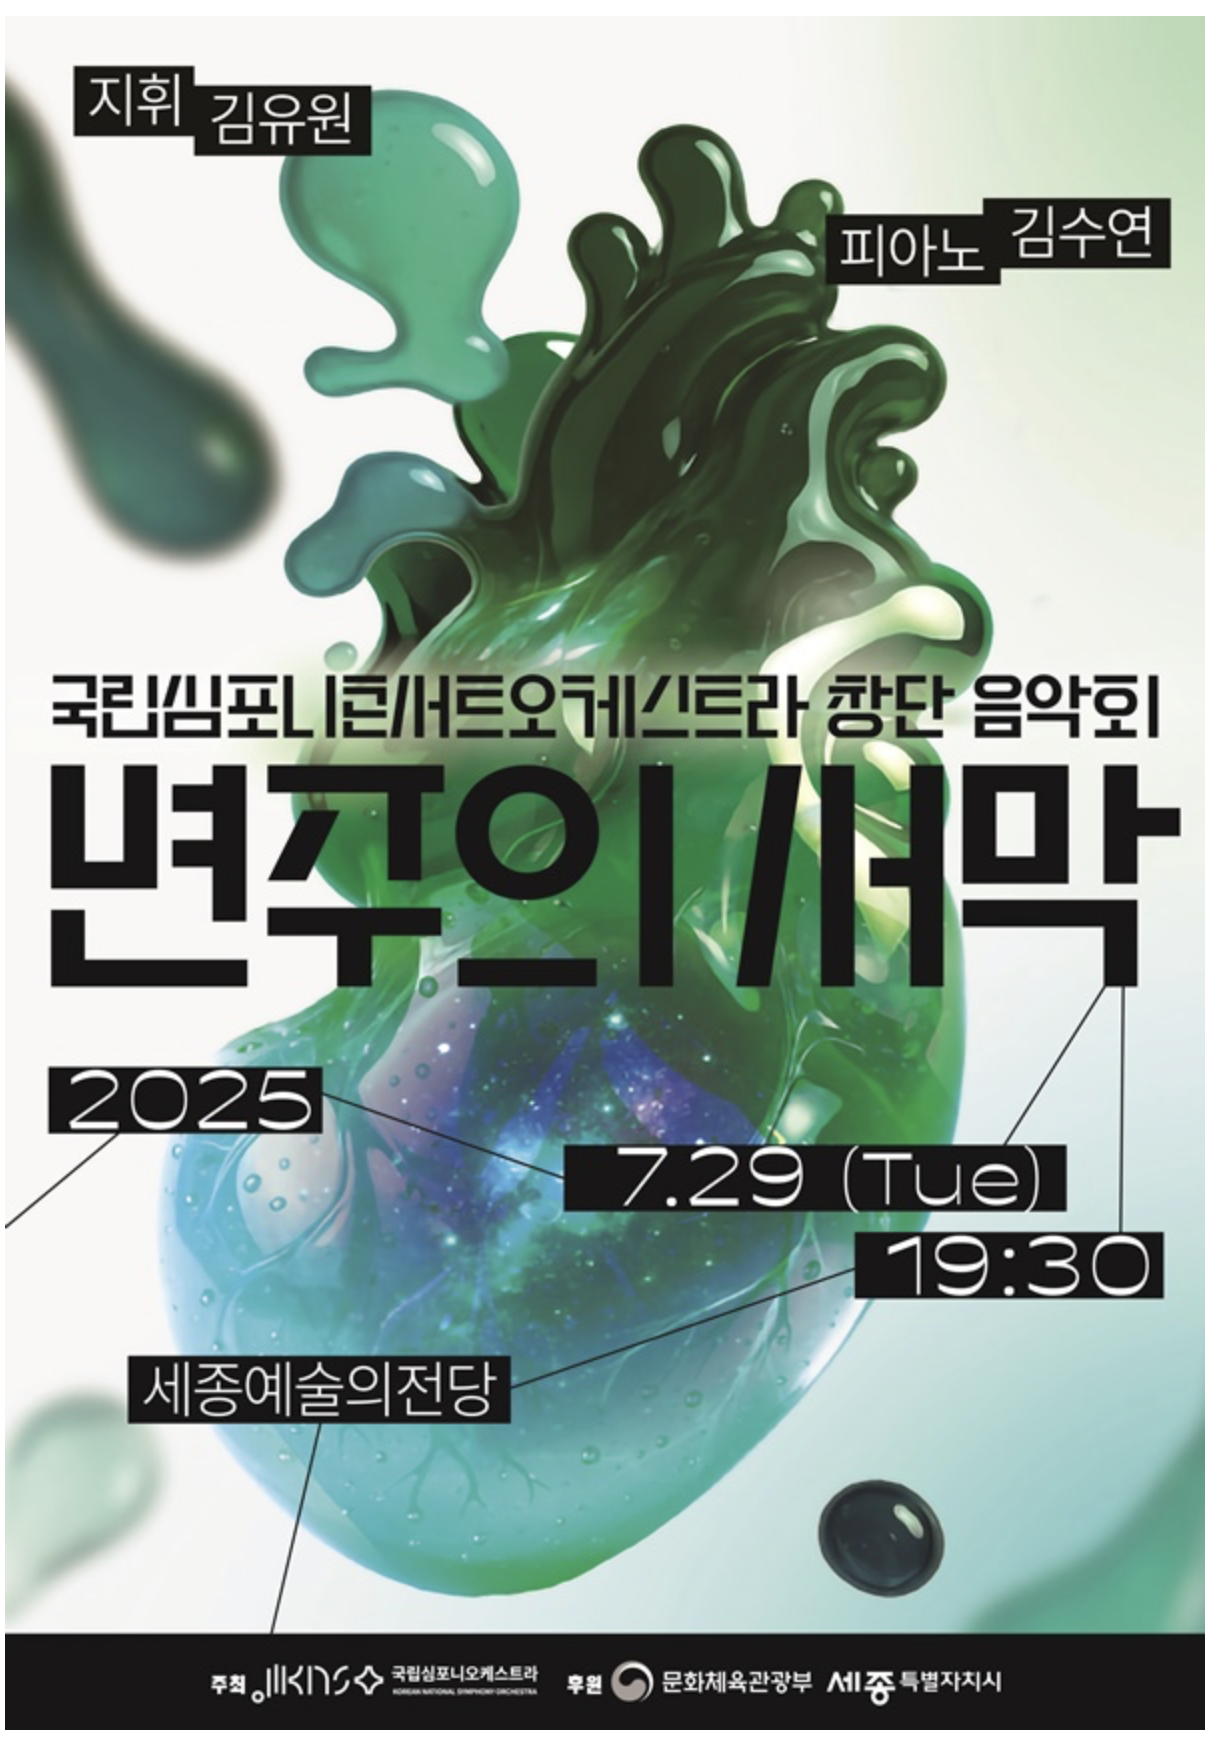 지휘 김유원
피아노 김수연
국립심포니콘서트오케스트라 창단 음악회
변주의 서막
2025
7.29 (Tue)
19:30
세종예술의전당
주최 KNSO 국립심포니오케스트라
KOREAN NATIONAL SYMPHONY ORCHESTRA
후원 문화체육관광부 세종특별자치시